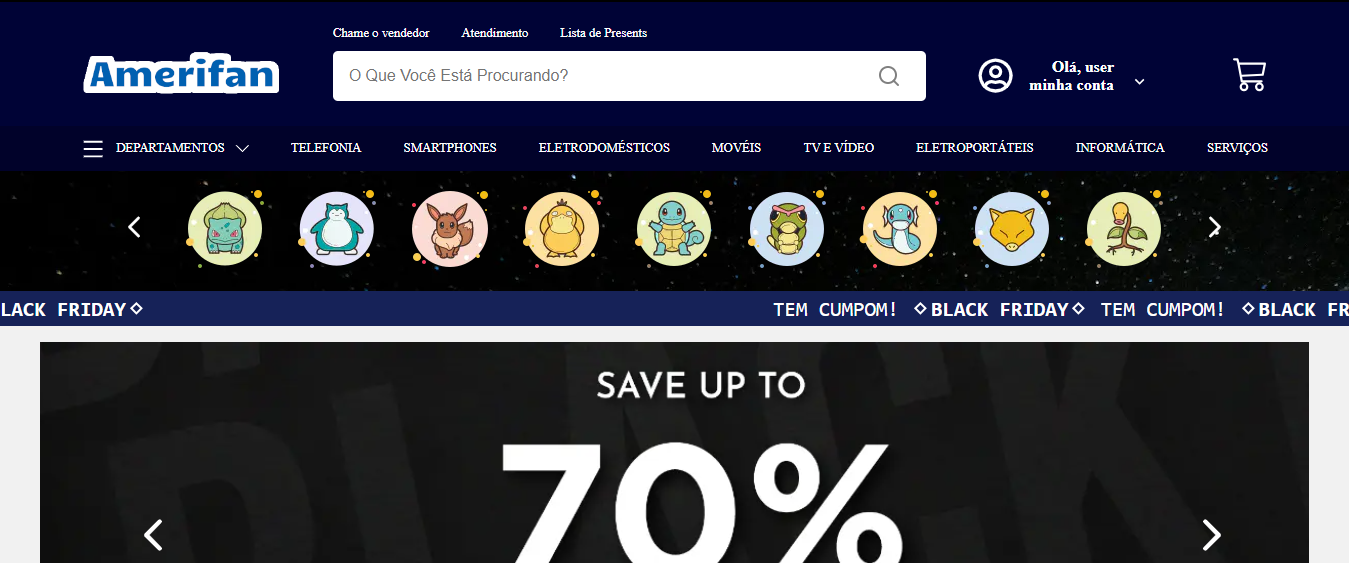 Chame o vendedor Atendimento Lista de Presents
Amerifan
O Que Você Está Procurando?
Olá, user
minha conta
DEPARTAMENTOS TELEFONIA SMARTPHONES ELETRODOMÉSTICOS MOVÉIS TV E VÍDEO ELETROPORTÁTEIS INFORMÁTICA SERVIÇOS
LACK FRIDAY TEM CUMPOM! BLACK FRIDAY TEM CUMPOM! BLACK FR
SAVE UP TO
70%